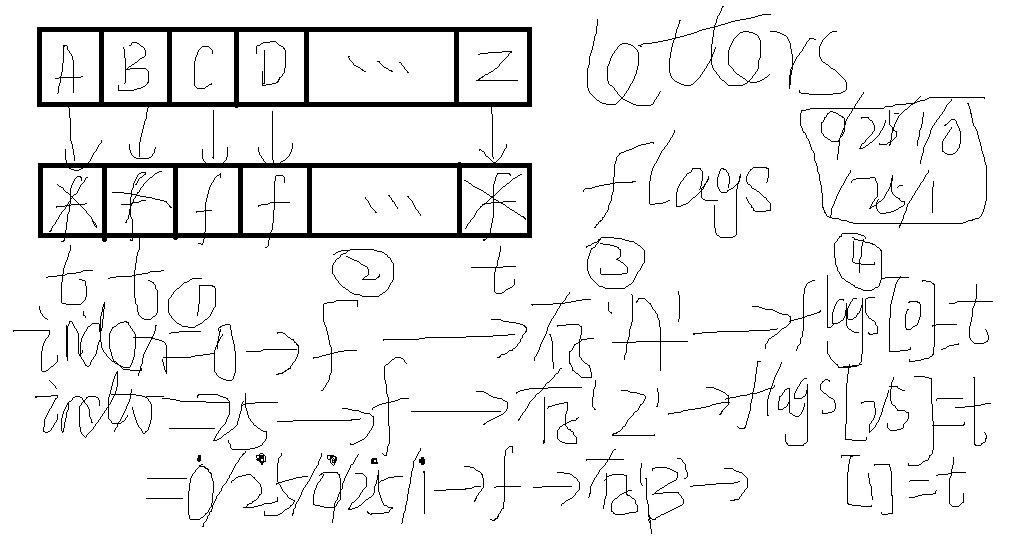 A B C D ... Z
letters
0/25/1/0
/25/1
f f f f ... f
flags
t t t
① ② ③ ④
index=0 → f → 存'A' → flags[0]=t
index=25 → f → 存'Z' → flags[25]=t
=0/25/0/25/1 → f → 存B → [1]=t